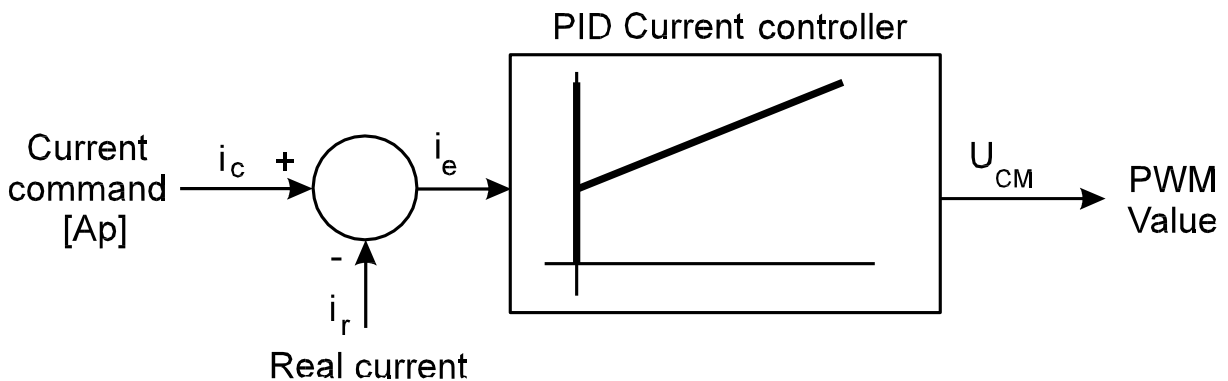 PID Current controller
Current
command
[Ap]
i c +
i e
U CM
PWM
Value
-
i r
Real current